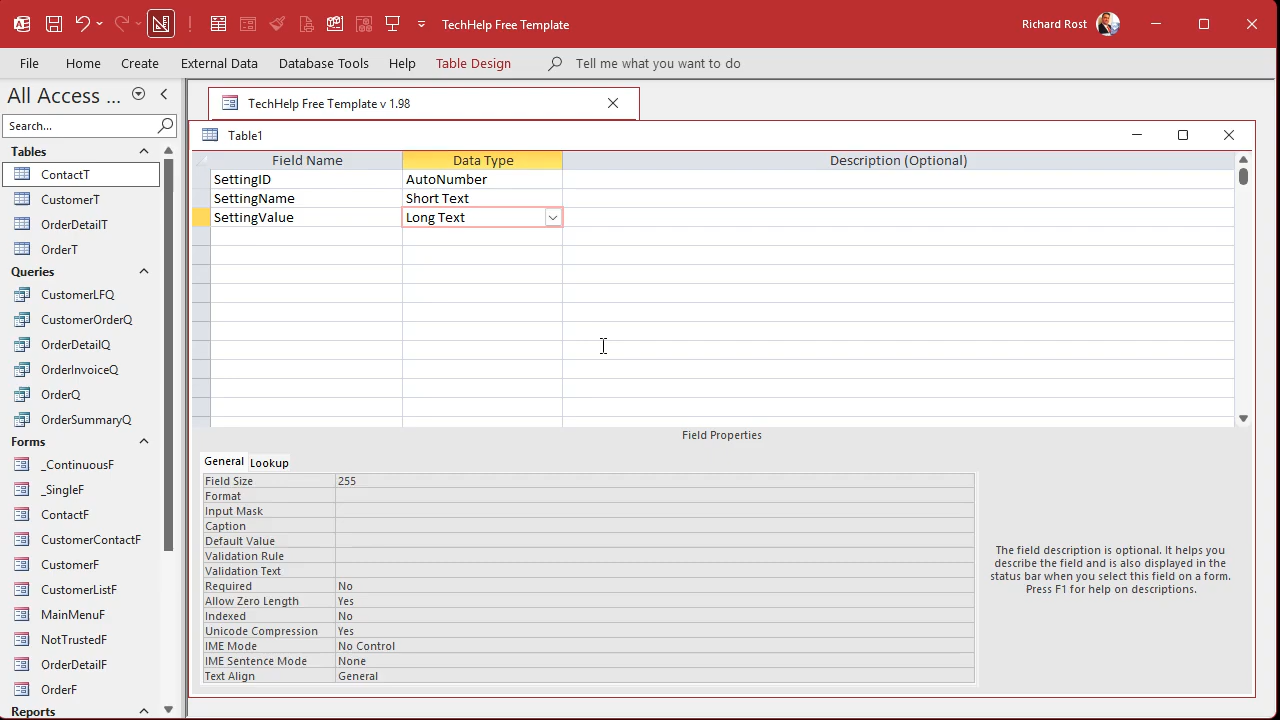 TechHelp Free Template
Richard Rost
File Home Create External Data Database Tools Help Table Design Tell me what you want to do
All Access ...
Search...
Tables
ContactT
CustomerT
OrderDetailT
OrderT
Queries
CustomerLFQ
CustomerOrderQ
OrderDetailQ
OrderInvoiceQ
OrderQ
OrderSummaryQ
Forms
_ContinuousF
_SingleF
ContactF
CustomerContactF
CustomerF
CustomerListF
MainMenuF
NotTrustedF
OrderDetailF
OrderF
Reports
TechHelp Free Template v 1.98
Table1
Field Name Data Type Description (Optional)
SettingID AutoNumber
SettingName Short Text
SettingValue Long Text
Field Properties
General Lookup
Field Size 255
Format
Input Mask
Caption
Default Value
Validation Rule
Validation Text
Required No
Allow Zero Length Yes
Indexed No
Unicode Compression Yes
IME Mode No Control
IME Sentence Mode None
Text Align General
The field description is optional. It helps you
describe the field and is also displayed in the
status bar when you select this field on a form.
Press F1 for help on descriptions.